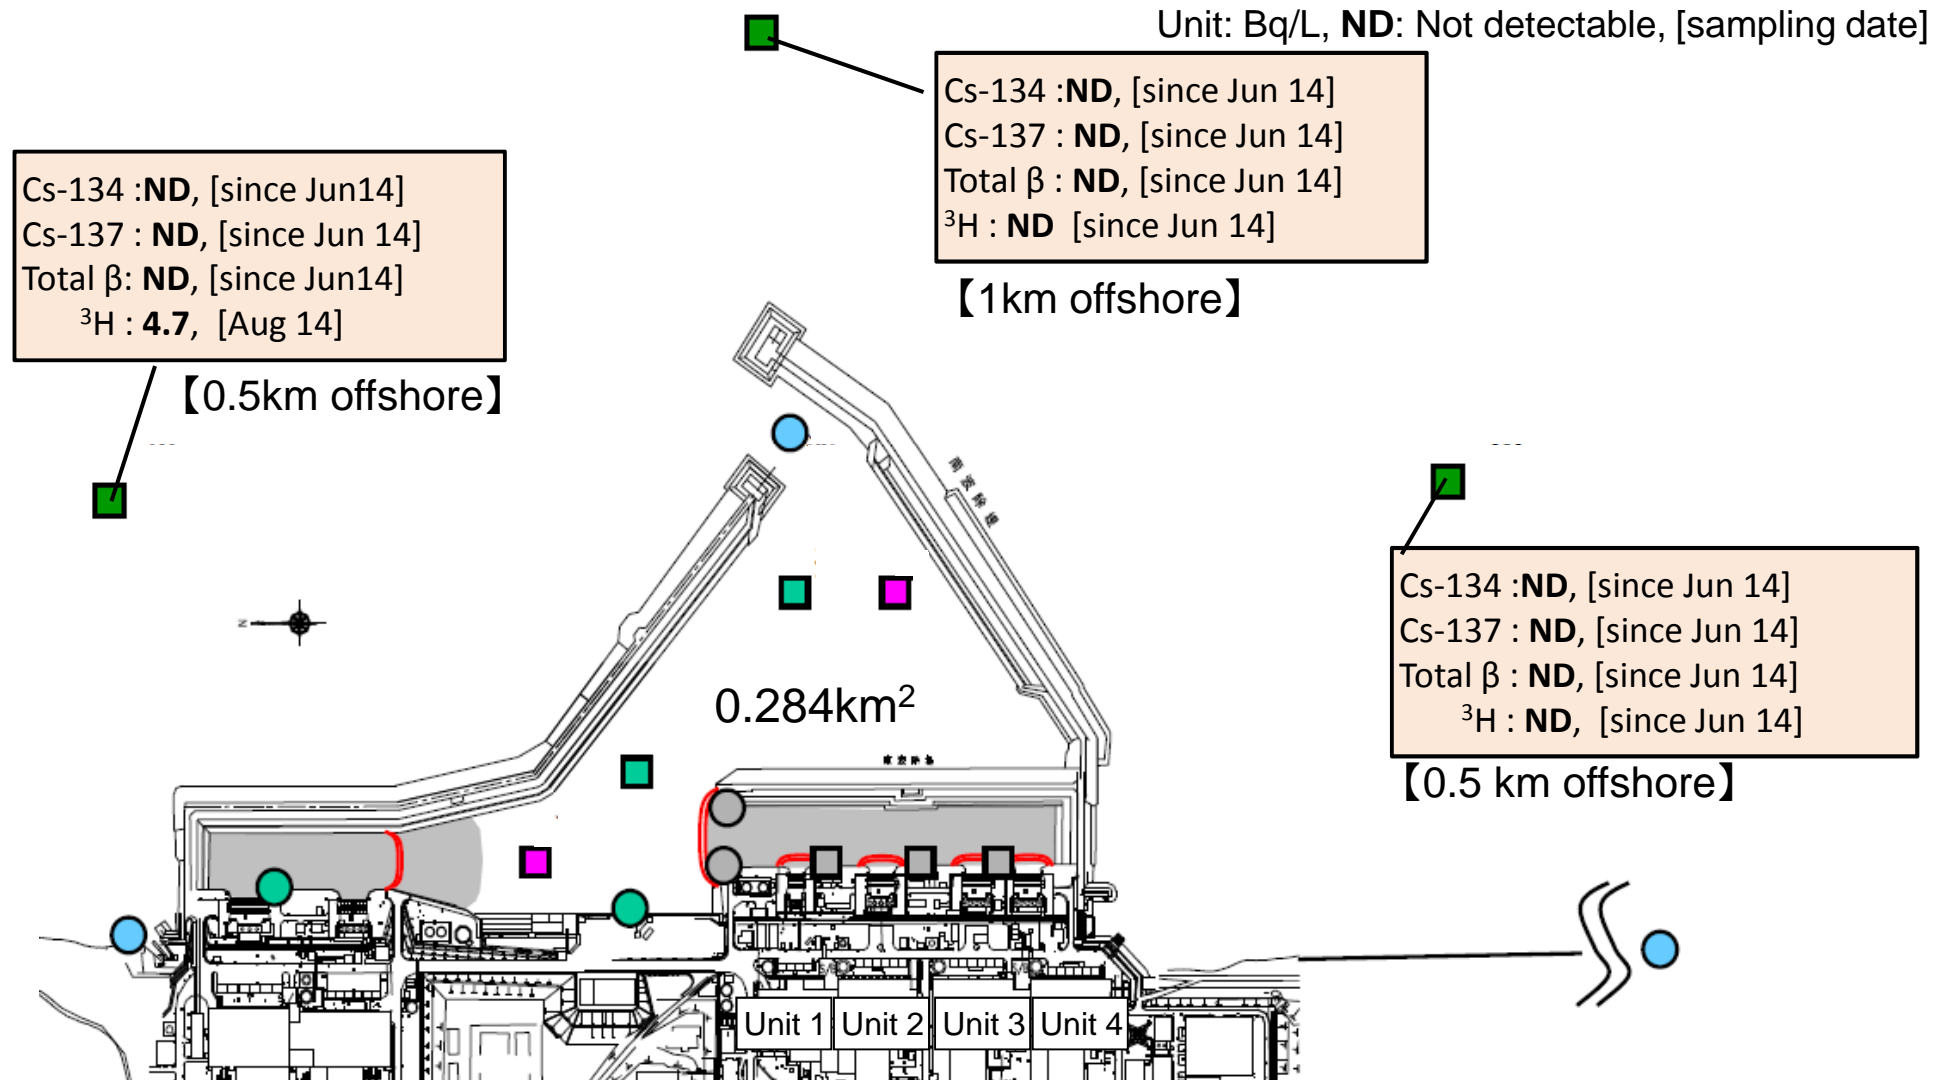 Unit: Bq/L, ND: Not detectable, [sampling date]
Cs-134 :ND, [since Jun 14]
Cs-137 : ND, [since Jun 14]
Total β : ND, [since Jun 14]
³H : ND [since Jun 14]
【1km offshore】
Cs-134 :ND, [since Jun14]
Cs-137 : ND, [since Jun 14]
Total β: ND, [since Jun14]
³H : 4.7, [Aug 14]
【0.5km offshore】
南波除堤
Cs-134 :ND, [since Jun 14]
Cs-137 : ND, [since Jun 14]
Total β : ND, [since Jun 14]
³H : ND, [since Jun 14]
【0.5 km offshore】
N
0.284km²
Unit 1
Unit 2
Unit 3
Unit 4